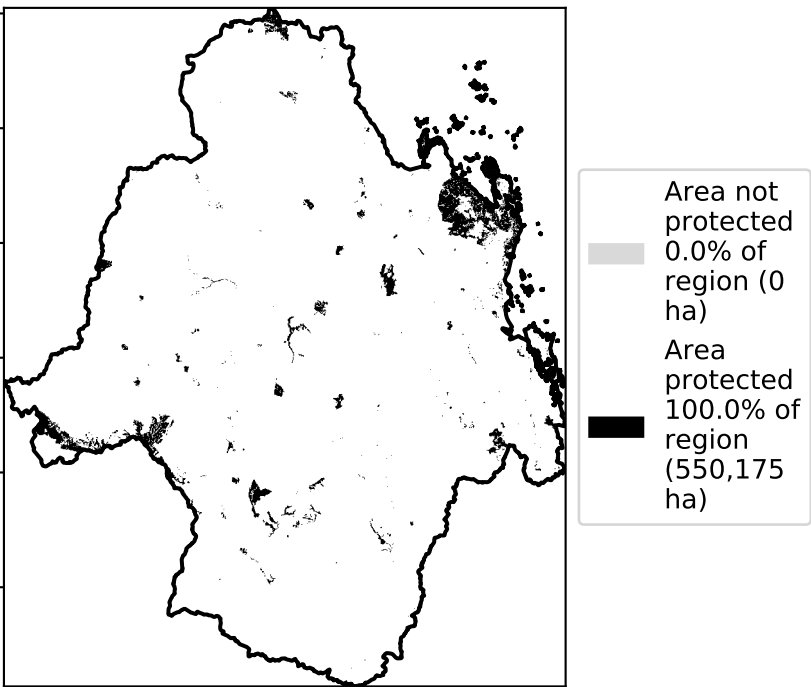 Area not
protected
0.0% of
region (0
ha)
Area
protected
100.0% of
region
(550,175
ha)